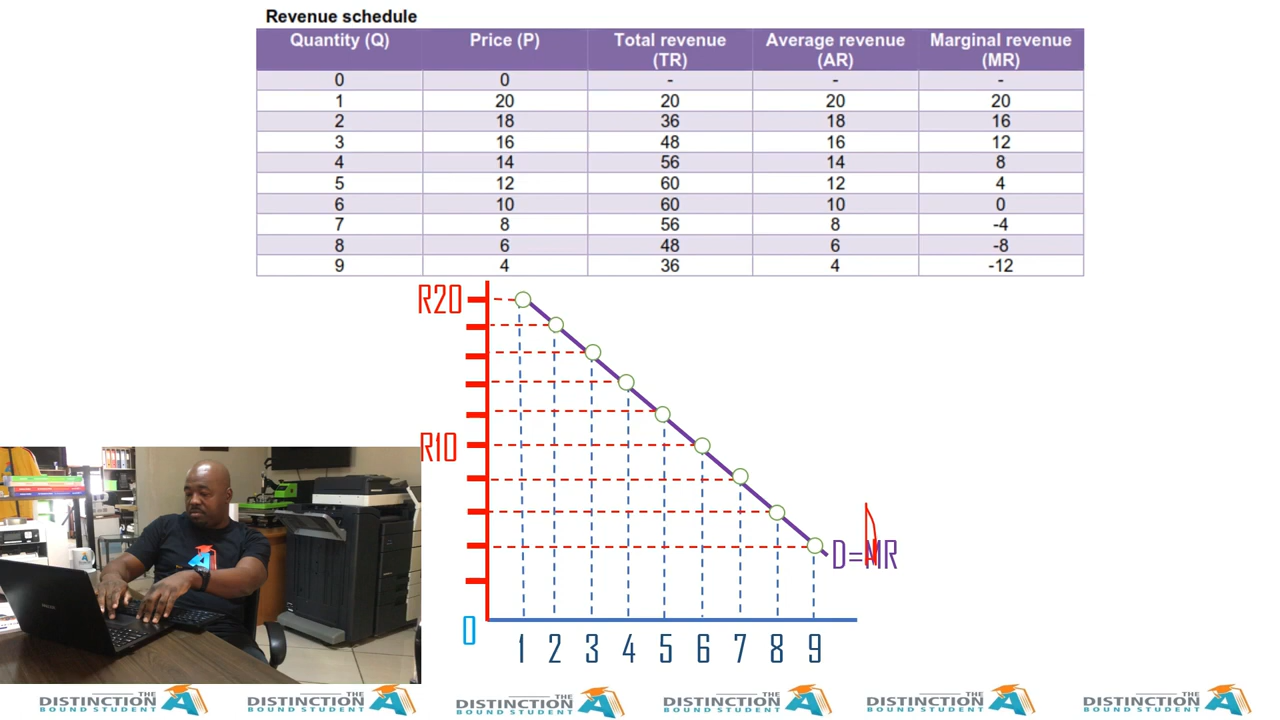 Revenue schedule
Quantity (Q) Price (P) Total revenue (TR) Average revenue (AR) Marginal revenue (MR)
0 0 - - -
1 20 20 20 20
2 18 36 18 16
3 16 48 16 12
4 14 56 14 8
5 12 60 12 4
6 10 60 10 0
7 8 56 8 -4
8 6 48 6 -8
9 4 36 4 -12
R20
R10
D=MR
0
1 2 3 4 5 6 7 8 9
THE DISTINCTION BOUND STUDENT
THE DISTINCTION BOUND STUDENT
THE DISTINCTION BOUND STUDENT
THE DISTINCTION BOUND STUDENT
THE DISTINCTION BOUND STUDENT
THE DISTINCTION BOUND STUDENT